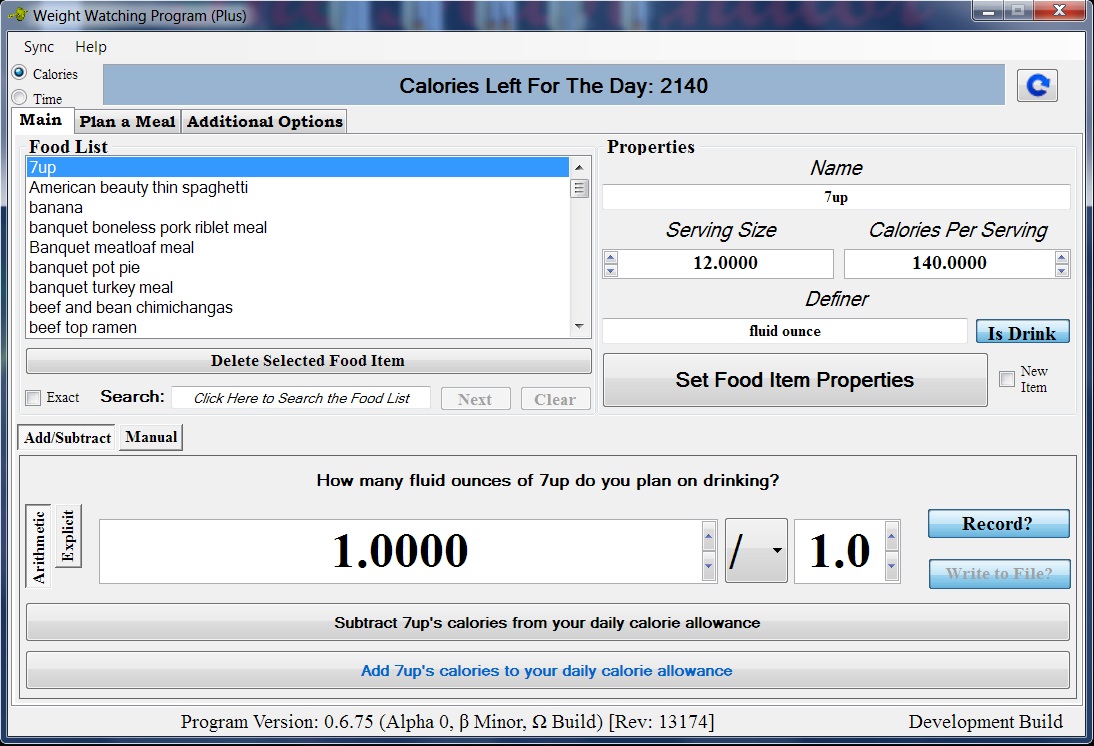 Weight Watching Program (Plus)
Sync Help
Calories
Time
Calories Left For The Day: 2140
Main Plan a Meal Additional Options
Food List
7up
American beauty thin spaghetti
banana
banquet boneless pork riblet meal
Banquet meatloaf meal
banquet pot pie
banquet turkey meal
beef and bean chimichangas
beef top ramen
Delete Selected Food Item
Exact Search: Click Here to Search the Food List Next Clear
Properties
Name
7up
Serving Size Calories Per Serving
12.0000 140.0000
Definer
fluid ounce Is Drink
Set Food Item Properties
New
Item
Add/Subtract Manual
How many fluid ounces of 7up do you plan on drinking?
Arithmetic
Explicit
1.0000 / 1.0
Record?
Write to File?
Subtract 7up's calories from your daily calorie allowance
Add 7up's calories to your daily calorie allowance
Program Version: 0.6.75 (Alpha 0, β Minor, Ω Build) [Rev: 13174] Development Build